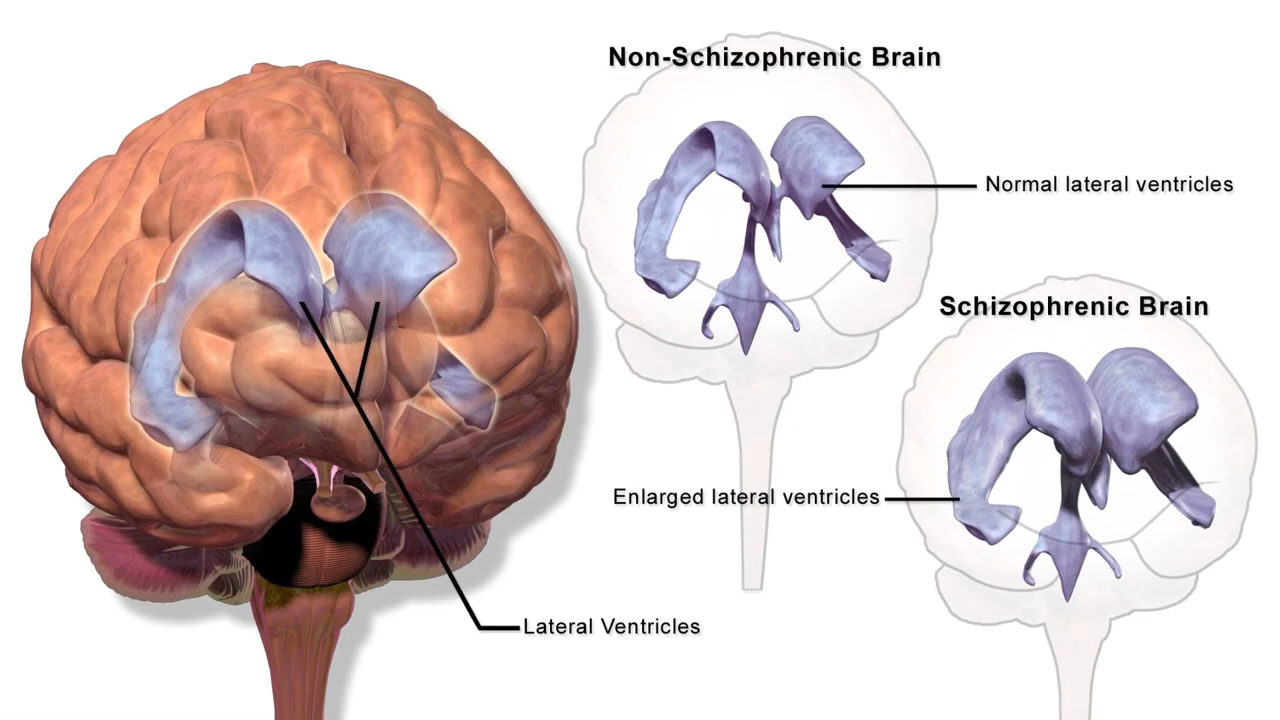 Non-Schizophrenic Brain
Normal lateral ventricles
Schizophrenic Brain
Enlarged lateral ventricles
Lateral Ventricles